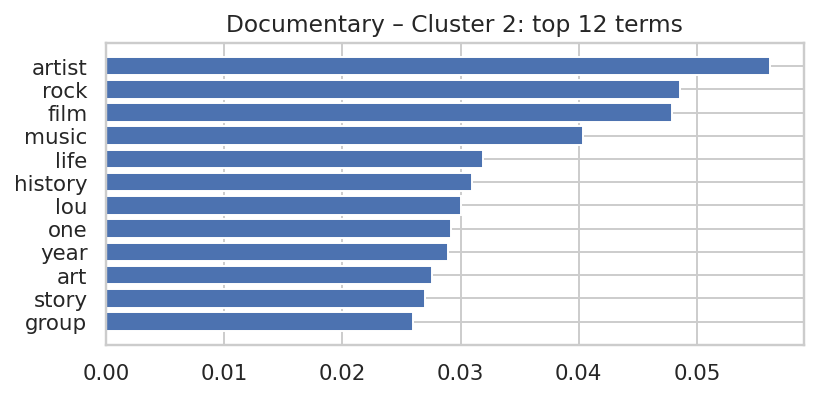 Documentary – Cluster 2: top 12 terms
artist
rock
film
music
life
history
lou
one
year
art
story
group
0.00 0.01 0.02 0.03 0.04 0.05